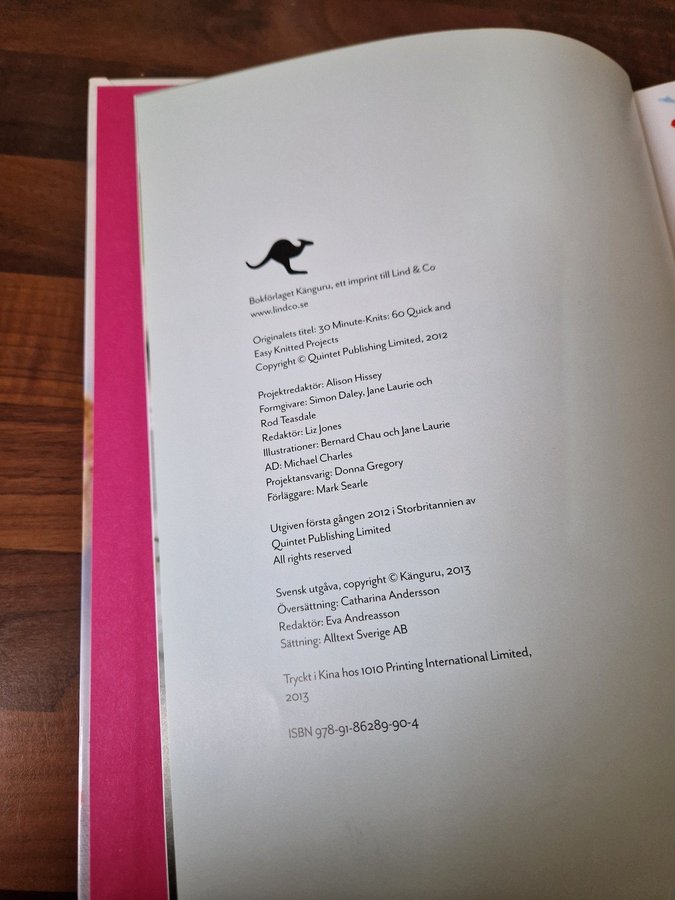 Bokförlaget Känguru, ett imprint till Lind & Co
www.lindco.se
Originalets titel: 30 Minute-Knits: 60 Quick and
Easy Knitted Projects
Copyright © Quintet Publishing Limited, 2012
Projektredaktör: Alison Hissey
Formgivare: Simon Daley, Jane Laurie och
Rod Teasdale
Redaktör: Liz Jones
Illustrationer: Bernard Chau och Jane Laurie
AD: Michael Charles
Projektansvarig: Donna Gregory
Förläggare: Mark Searle
Utgiven första gången 2012 i Storbritannien av
Quintet Publishing Limited
All rights reserved
Svensk utgåva, copyright © Känguru, 2013
Översättning: Catharina Andersson
Redaktör: Eva Andreasson
Sättning: Alltext Sverige AB
Tryckt i Kina hos 1010 Printing International Limited,
2013
ISBN 978-91-86289-90-4